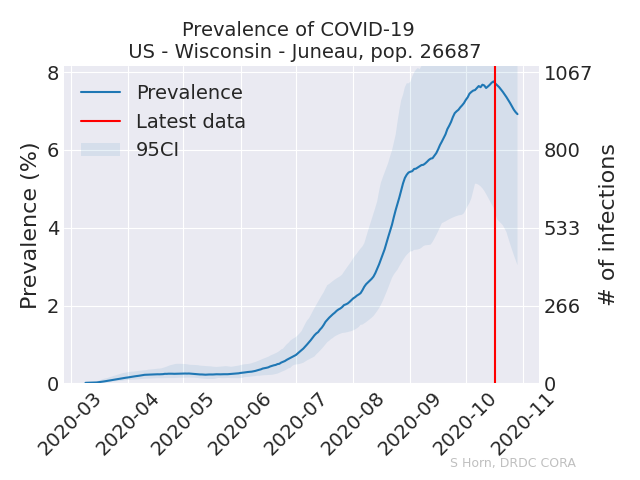 Prevalence of COVID-19
US - Wisconsin - Juneau, pop. 26687
Prevalence
Latest data
95CI
Prevalence (%)
8
6
4
2
0
1067
800
533
266
0
# of infections
2020-03
2020-04
2020-05
2020-06
2020-07
2020-08
2020-09
2020-10
2020-11
S Horn, DRDC CORA